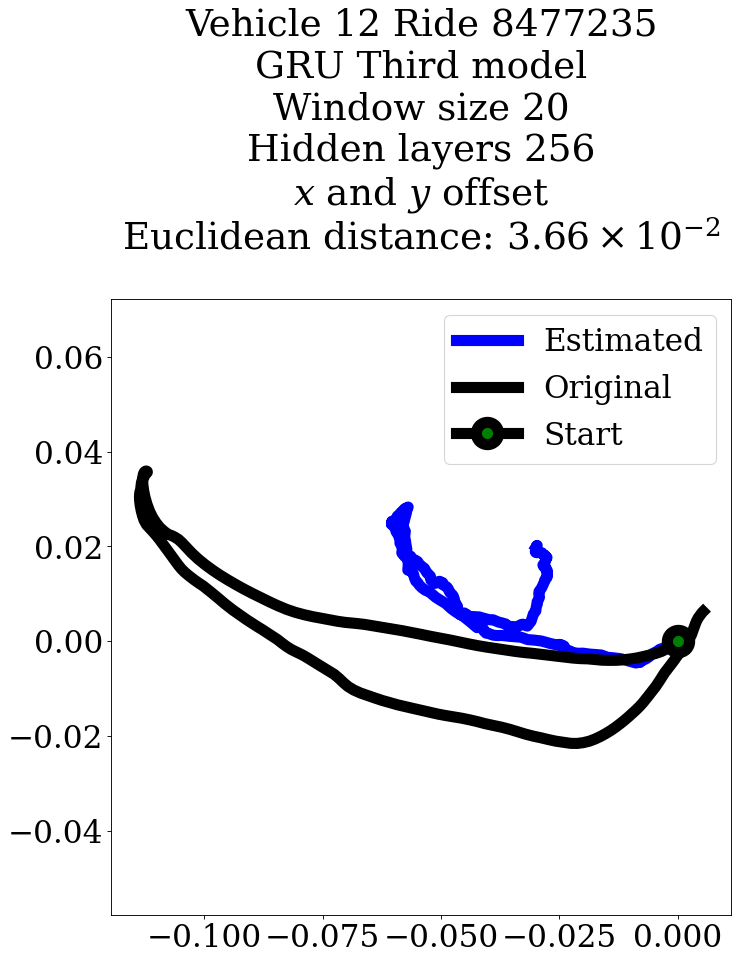 Vehicle 12 Ride 8477235
GRU Third model
Window size 20
Hidden layers 256
x and y offset
Euclidean distance: 3.66 × 10⁻²
Estimated
Original
Start
0.06
0.04
0.02
0.00
−0.02
−0.04
−0.100 −0.075 −0.050 −0.025 0.000